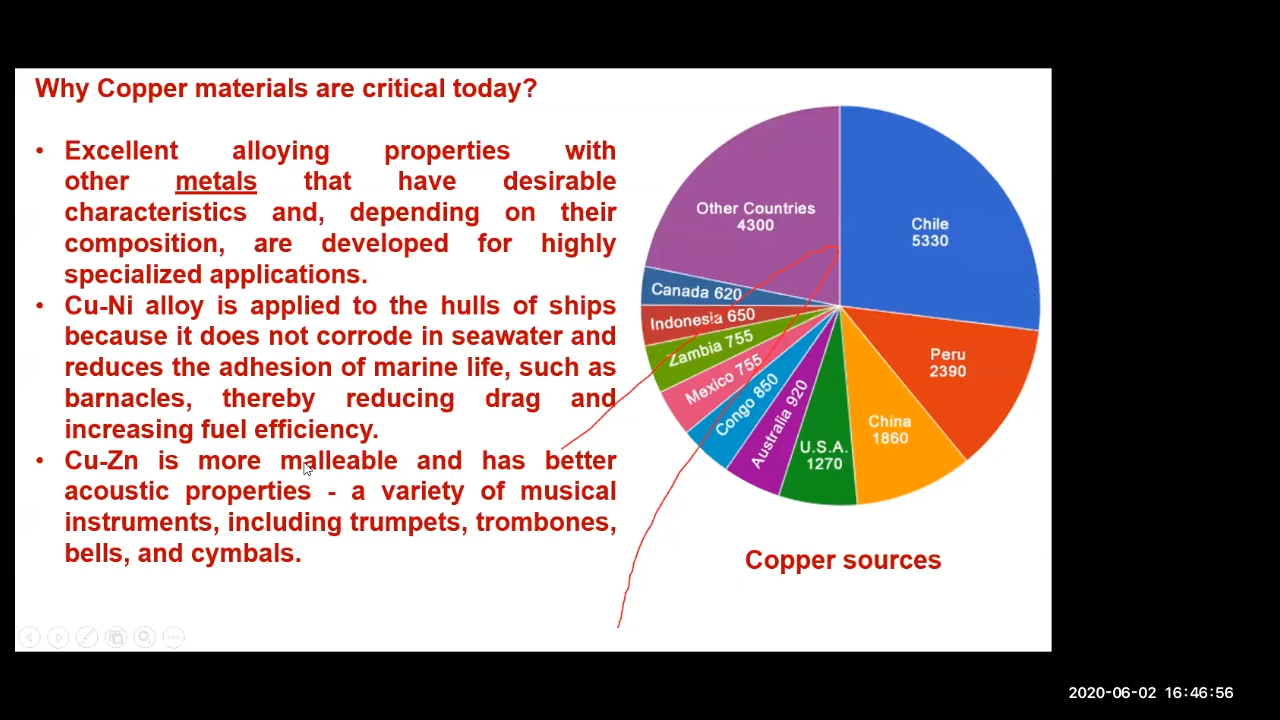 Why Copper materials are critical today?
• Excellent alloying properties with
other metals that have desirable
characteristics and, depending on their
composition, are developed for highly
specialized applications.
• Cu-Ni alloy is applied to the hulls of ships
because it does not corrode in seawater and
reduces the adhesion of marine life, such as
barnacles, thereby reducing drag and
increasing fuel efficiency.
• Cu-Zn is more malleable and has better
acoustic properties - a variety of musical
instruments, including trumpets, trombones,
bells, and cymbals.
Other Countries
4300
Chile
5330
Canada 620
Indonesia 650
Zambia 755
Mexico 755
Congo 850
Australia 920
U.S.A.
1270
China
1860
Peru
2390
Copper sources
2020-06-02 16:46:56